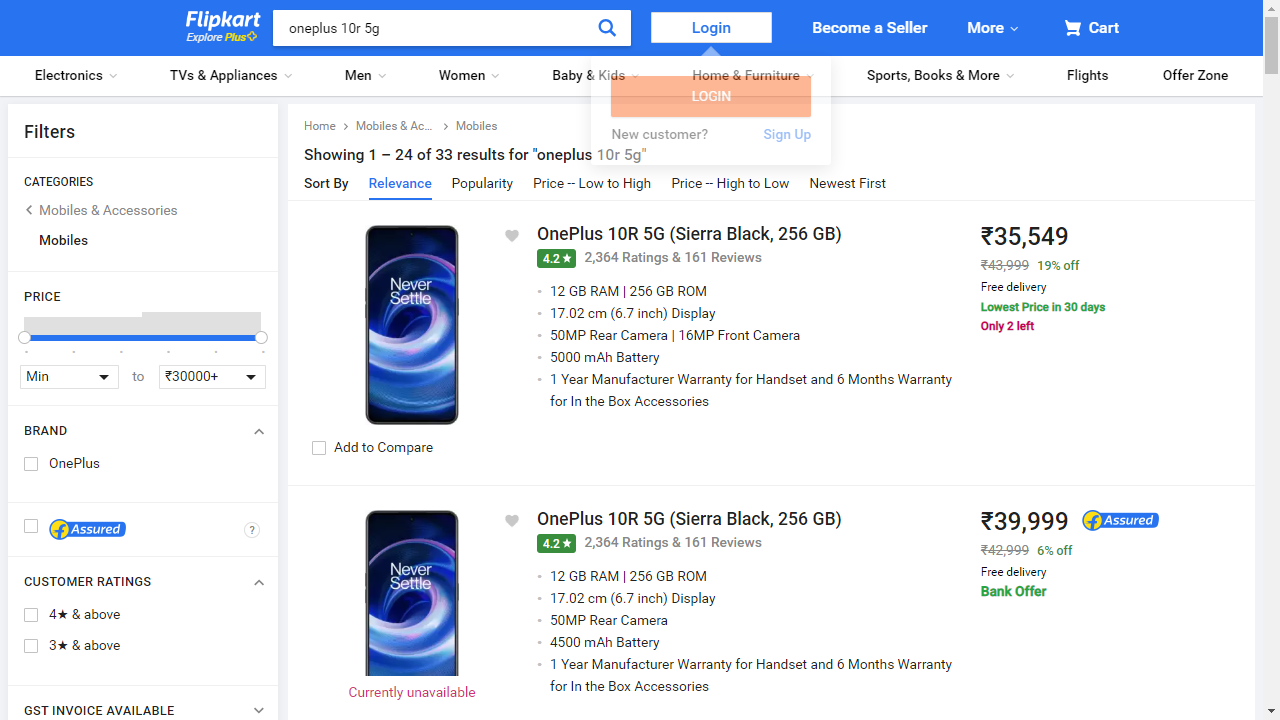 Flipkart
Explore Plus
oneplus 10r 5g
Login
Become a Seller
More
Cart
Electronics
TVs & Appliances
Men
Women
Baby & Kids
Home & Furniture
Sports, Books & More
Flights
Offer Zone
LOGIN
New customer?
Sign Up
Filters
CATEGORIES
Mobiles & Accessories
Mobiles
PRICE
Min
to
₹30000+
BRAND
OnePlus
Assured
?
CUSTOMER RATINGS
4★ & above
3★ & above
GST INVOICE AVAILABLE
Home
Mobiles & Ac...
Mobiles
Showing 1 – 24 of 33 results for "oneplus 10r 5g"
Sort By
Relevance
Popularity
Price -- Low to High
Price -- High to Low
Newest First
OnePlus 10R 5G (Sierra Black, 256 GB)
4.2★
2,364 Ratings & 161 Reviews
12 GB RAM | 256 GB ROM
17.02 cm (6.7 inch) Display
50MP Rear Camera | 16MP Front Camera
5000 mAh Battery
1 Year Manufacturer Warranty for Handset and 6 Months Warranty
for In the Box Accessories
Never
Settle
Add to Compare
₹35,549
₹43,999 19% off
Free delivery
Lowest Price in 30 days
Only 2 left
OnePlus 10R 5G (Sierra Black, 256 GB)
4.2★
2,364 Ratings & 161 Reviews
12 GB RAM | 256 GB ROM
17.02 cm (6.7 inch) Display
50MP Rear Camera
4500 mAh Battery
1 Year Manufacturer Warranty for Handset and 6 Months Warranty
for In the Box Accessories
Never
Settle
Currently unavailable
₹39,999
Assured
₹42,999 6% off
Free delivery
Bank Offer